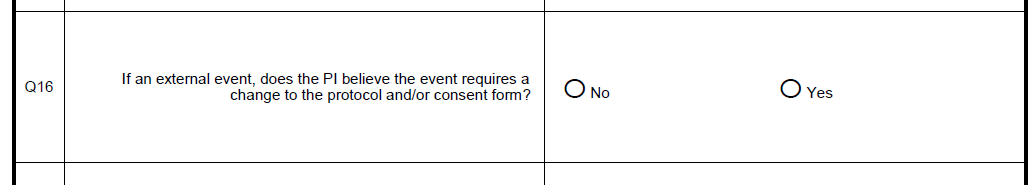 Q16
If an external event, does the PI believe the event requires a
change to the protocol and/or consent form?
No
Yes